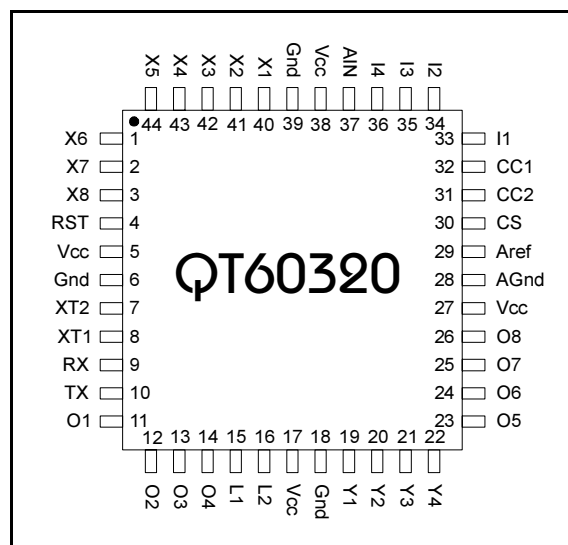 X5 X4 X3 X2 X1 Gnd Vcc AIN I4 I3 I2
44 43 42 41 40 39 38 37 36 35 34
X6 1 33 I1
X7 2 32 CC1
X8 3 31 CC2
RST 4 30 CS
Vcc 5 29 Aref
Gnd 6 28 AGnd
QT60320
XT2 7 27 Vcc
XT1 8 26 O8
RX 9 25 O7
TX 10 24 O6
O1 11 23 O5
12 13 14 15 16 17 18 19 20 21 22
O2 O3 O4 L1 L2 Vcc Gnd Y1 Y2 Y3 Y4